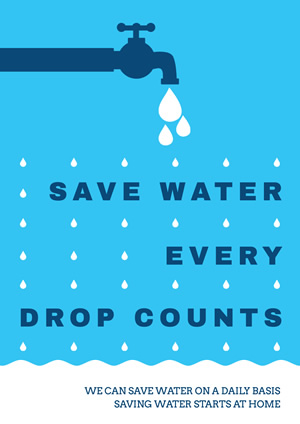 SAVE WATER
EVERY
DROP COUNTS
WE CAN SAVE WATER ON A DAILY BASIS
SAVING WATER STARTS AT HOME